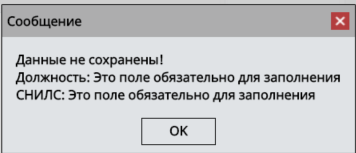 Сообщение
Данные не сохранены!
Должность: Это поле обязательно для заполнения
СНИЛС: Это поле обязательно для заполнения
OK